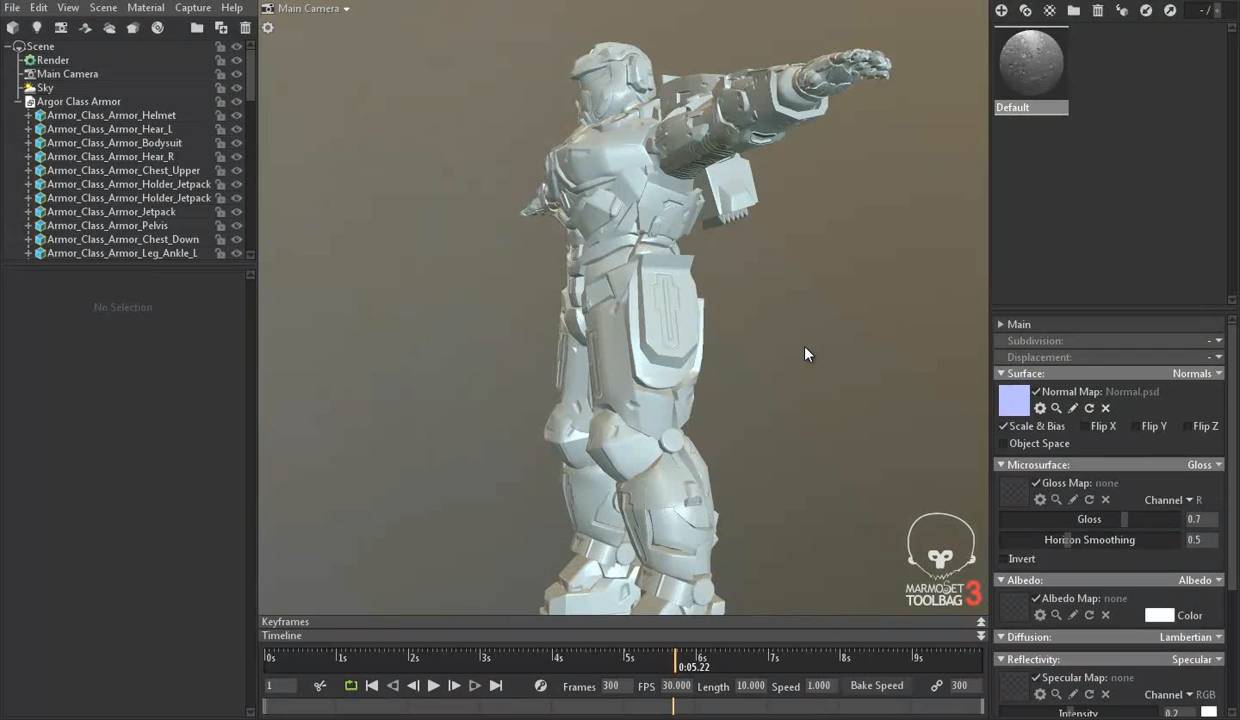 File Edit View Scene Material Capture Help
Main Camera
- /
Scene
Render
Main Camera
Sky
Argor Class Armor
Armor_Class_Armor_Helmet
Armor_Class_Armor_Hear_L
Armor_Class_Armor_Bodysuit
Armor_Class_Armor_Hear_R
Armor_Class_Armor_Chest_Upper
Armor_Class_Armor_Holder_Jetpack
Armor_Class_Armor_Holder_Jetpack
Armor_Class_Armor_Jetpack
Armor_Class_Armor_Pelvis
Armor_Class_Armor_Chest_Down
Armor_Class_Armor_Leg_Ankle_L
No Selection
Default
Main
Subdivision: -
Displacement: -
Surface: Normals
Normal Map: Normal.psd
Scale & Bias Flip X Flip Y Flip Z
Object Space
Microsurface: Gloss
Gloss Map: none
Channel R
Gloss 0.7
Horizon Smoothing 0.5
Invert
Albedo: Albedo
Albedo Map: none
Color
Diffusion: Lambertian
Reflectivity: Specular
Specular Map: none
Channel RGB
Intensity 0.2
MARMOSET
TOOLBAG 3
Keyframes
Timeline
0s 1s 2s 3s 4s 5s 6s 7s 8s 9s
0:05.22
1 Frames 300 FPS 30.000 Length 10.000 Speed 1.000 Bake Speed 300